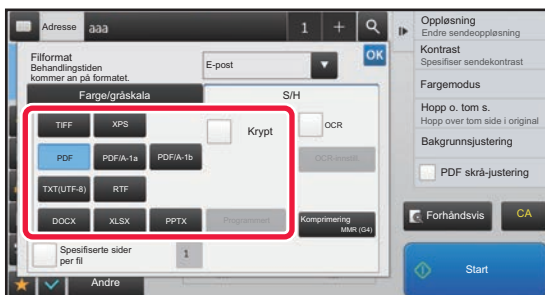 Adresse aaa 1 +
Filformat
Behandlingstiden
kommer an på formatet.
E-post
OK
Farge/gråskala
S/H
TIFF XPS
Krypt
OCR
PDF PDF/A-1a PDF/A-1b
OCR-innstill.
TXT(UTF-8) RTF
DOCX XLSX PPTX
Programnavn
Komprimering
MMR (G4)
Spesifiserte sider
per fil
1
Andre
Oppløsning
Endre sendeoppløsning
Kontrast
Spesifiser sendekontrast
Fargemodus
Hopp o. tom s.
Hopp over tom side i original
Bakgrunnsjustering
PDF skrå-justering
Forhåndsvis
CA
Start